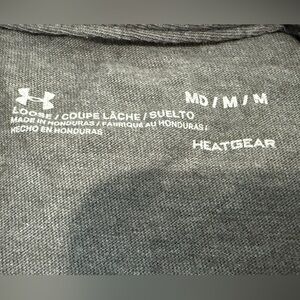 MD / M / M
LOOSE / COUPE LÂCHE / SUELTO
MADE IN HONDURAS / FABRIQUÉ AU HONDURAS /
HECHO EN HONDURAS
HEATGEAR